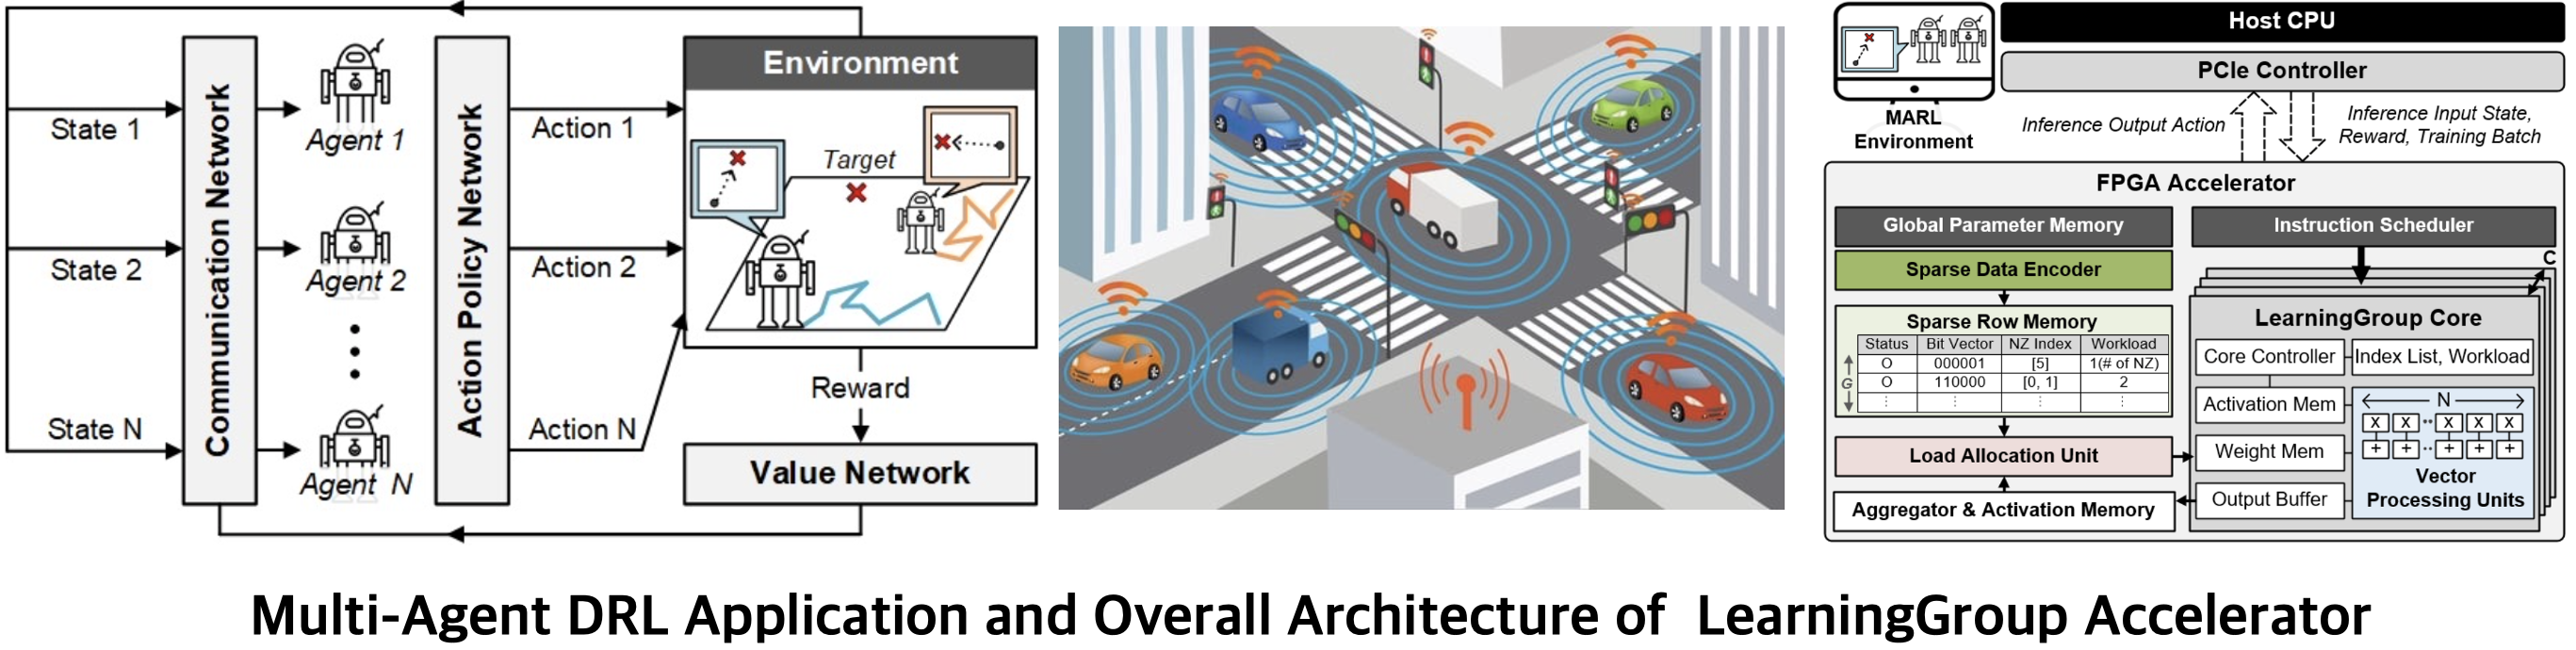 State 1
State 2
State N
Communication Network
Agent 1
Agent 2
Agent N
Action Policy Network
Action 1
Action 2
Action N
Environment
Target
Reward
Value Network
MARL
Environment
Host CPU
PCIe Controller
Inference Output Action
Inference Input State,
Reward, Training Batch
FPGA Accelerator
Global Parameter Memory
Sparse Data Encoder
Sparse Row Memory
Status Bit Vector NZ Index Workload
O 000001 [5] 1(# of NZ)
O 110000 [0, 1] 2
⋮ ⋮ ⋮ ⋮
G
Load Allocation Unit
Aggregator & Activation Memory
Instruction Scheduler
C
LearningGroup Core
Core Controller
Index List, Workload
Activation Mem
Weight Mem
Output Buffer
N
X X ·· X X X
+ + ·· + + +
Vector
Processing Units
Multi-Agent DRL Application and Overall Architecture of LearningGroup Accelerator